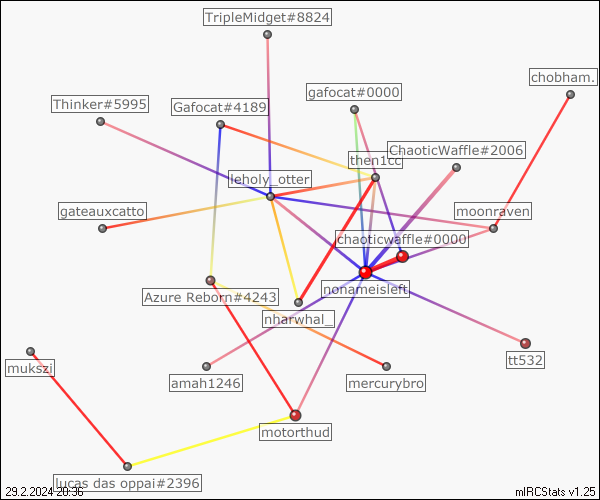 TripleMidget#8824
chobham.
gafocat#0000
Thinker#5995
Gafocat#4189
ChaoticWaffle#2006
then1cc
leholy_otter
gateauxcatto
moonraven
chaoticwaffle#0000
nonameisleft
Azure Reborn#4243
nharwhal_
tt532
mukszi
amah1246
mercurybro
motorthud
lucas das oppai#2396
29.2.2024 20:36
mIRCStats v1.25